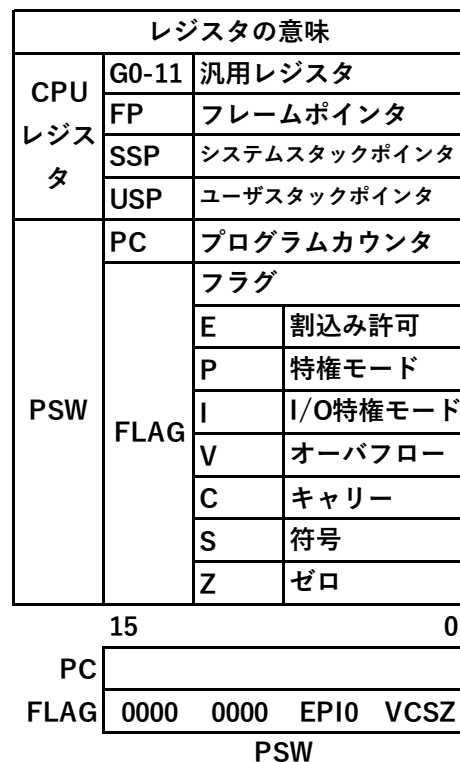 レジスタの意味
CPU
レジス
タ
G0-11 汎用レジスタ
FP フレームポインタ
SSP システムスタックポインタ
USP ユーザスタックポインタ
PSW
PC プログラムカウンタ
FLAG
フラグ
E 割込み許可
P 特権モード
I I/O特権モード
V オーバフロー
C キャリー
S 符号
Z ゼロ
15 0
PC
FLAG 0000 0000 EPI0 VCSZ
PSW